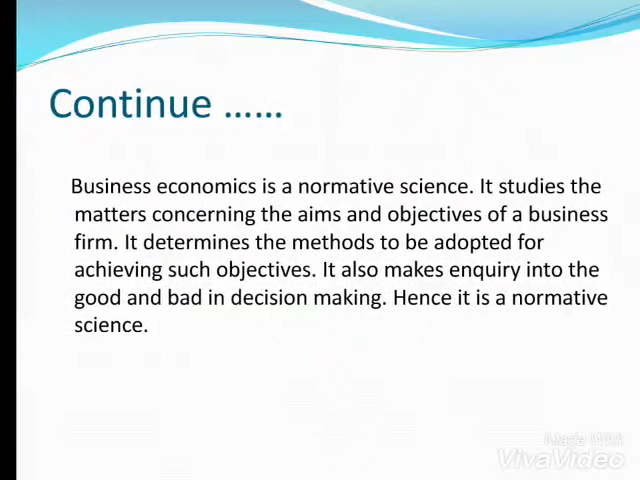 Continue ......
Business economics is a normative science. It studies the
matters concerning the aims and objectives of a business
firm. It determines the methods to be adopted for
achieving such objectives. It also makes enquiry into the
good and bad in decision making. Hence it is a normative
science.
Made With
VivaVideo